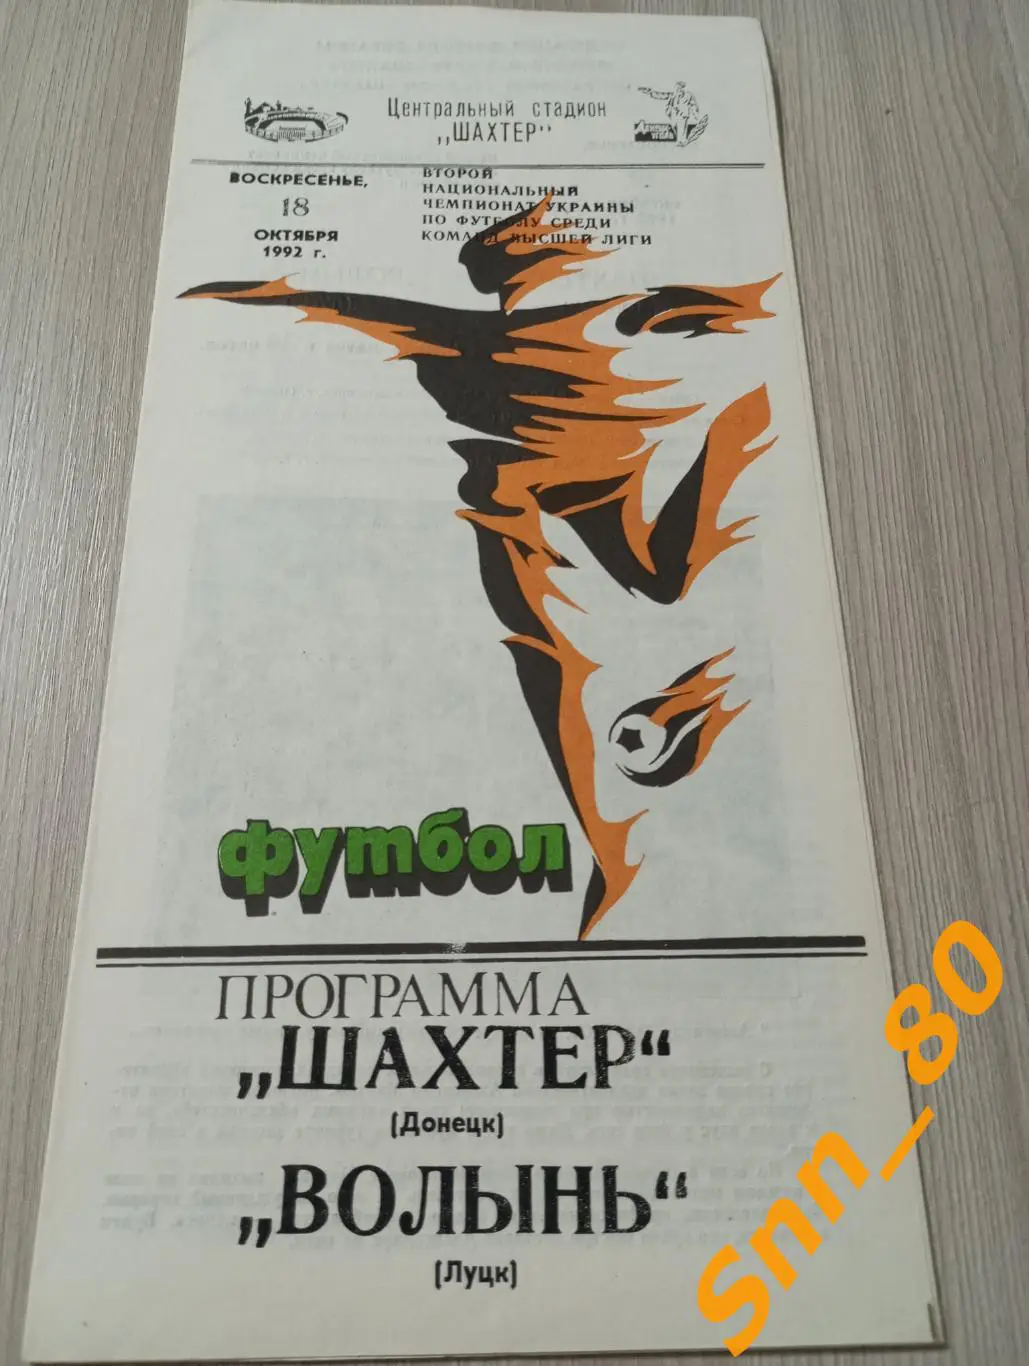 Центральный стадион
„ШАХТЕР"
ВОСКРЕСЕНЬЕ,
18
ОКТЯБРЯ
1992 г.
ВТОРОЙ
НАЦИОНАЛЬНЫЙ
ЧЕМПИОНАТ УКРАИНЫ
ПО ФУТБОЛУ СРЕДИ
КОМАНД ВЫСШЕЙ ЛИГИ
футбол
ПРОГРАММА
„ШАХТЕР"
(Донецк)
„ВОЛЫНЬ"
(Луцк)
Snn_80